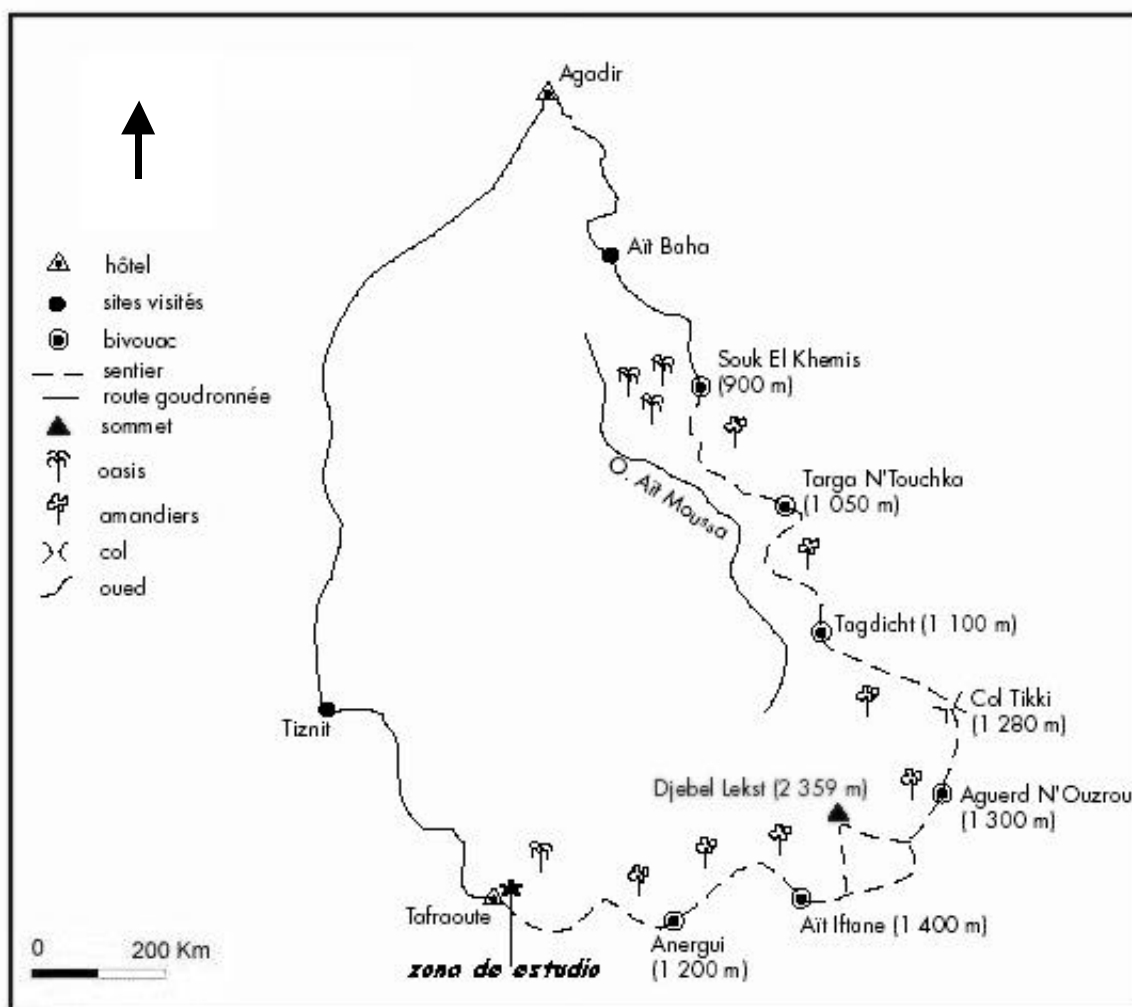 Agadir
Aït Baha
hôtel
sites visités
bivouac
sentier
route goudronnée
sommet
oasis
amandiers
col
oued
Souk El Khemis
(900 m)
O. Aït Moussa
Targa N'Touchka
(1 050 m)
Tagdicht (1 100 m)
Col Tikki
(1 280 m)
Tiznit
Djebel Lekst (2 359 m)
Aguerd N'Ouzrou
(1 300 m)
Tafraoute
Anergui
(1 200 m)
Aït Iftane (1 400 m)
0 200 Km
zona de estudio